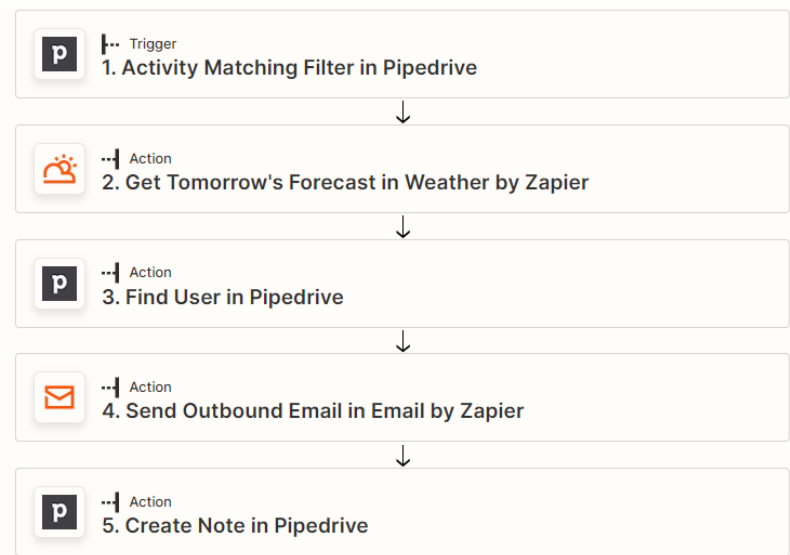 p
Trigger
1. Activity Matching Filter in Pipedrive
Action
2. Get Tomorrow's Forecast in Weather by Zapier
p
Action
3. Find User in Pipedrive
Action
4. Send Outbound Email in Email by Zapier
p
Action
5. Create Note in Pipedrive